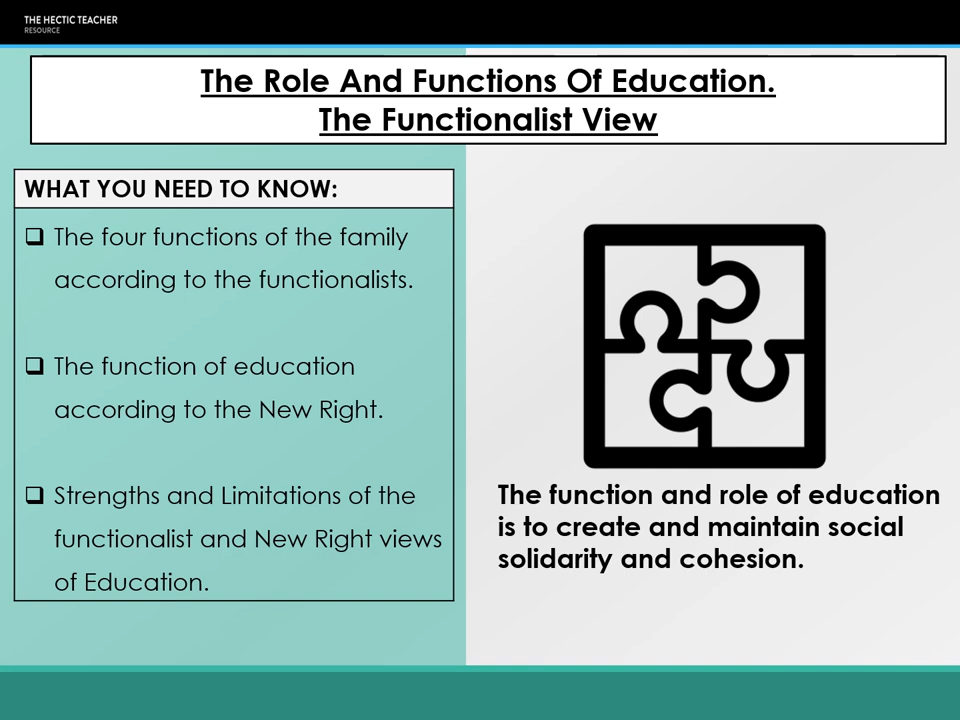 THE HECTIC TEACHER
RESOURCE
The Role And Functions Of Education.
The Functionalist View
WHAT YOU NEED TO KNOW:
❑ The four functions of the family
according to the functionalists.
❑ The function of education
according to the New Right.
❑ Strengths and Limitations of the
functionalist and New Right views
of Education.
The function and role of education
is to create and maintain social
solidarity and cohesion.